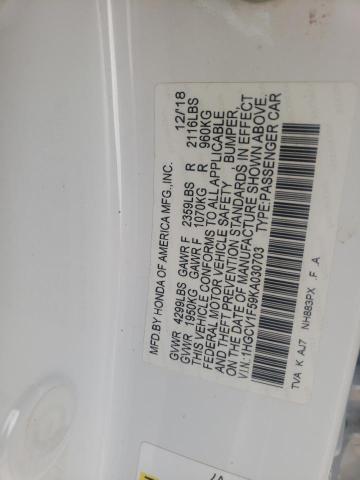 MFD.BY HONDA OF AMERICA MFG.,INC. 12/18
GVWR 4299LBS GAWR F 2359LBS R 2116LBS
GVWR 1950KG GAWR F 1070KG R 960KG
THIS VEHICLE CONFORMS TO ALL APPLICABLE
FEDERAL MOTOR VEHICLE SAFETY , BUMPER,
AND THEFT PREVENTION STANDARDS IN EFFECT
ON THE DATE OF MANUFACTURE SHOWN ABOVE.
V.I.N.:1HGCV1F59KA030703 TYPE:PASSENGER CAR
TVA K AJ7 NH883PX .F A